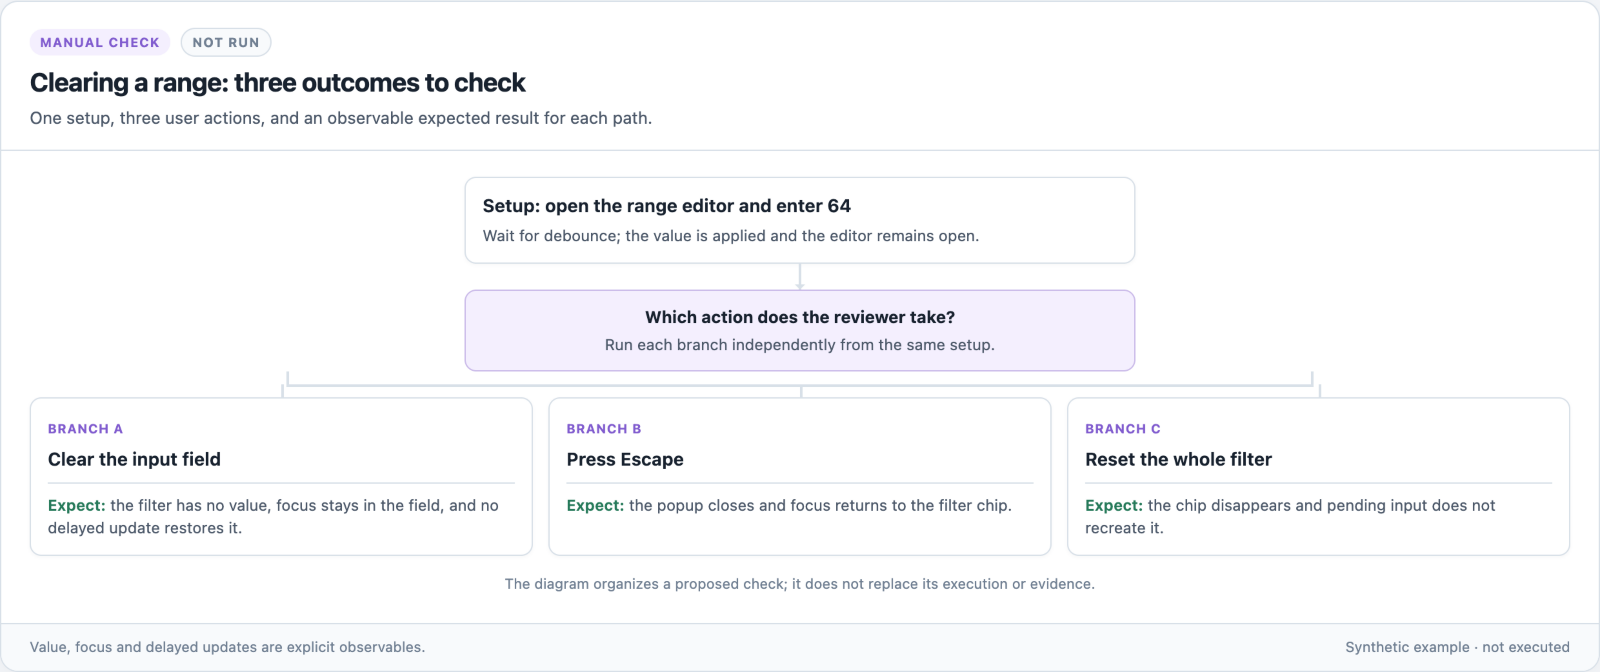 MANUAL CHECK
NOT RUN
Clearing a range: three outcomes to check
One setup, three user actions, and an observable expected result for each path.
Setup: open the range editor and enter 64
Wait for debounce; the value is applied and the editor remains open.
Which action does the reviewer take?
Run each branch independently from the same setup.
BRANCH A
Clear the input field
Expect: the filter has no value, focus stays in the field, and no
delayed update restores it.
BRANCH B
Press Escape
Expect: the popup closes and focus returns to the filter chip.
BRANCH C
Reset the whole filter
Expect: the chip disappears and pending input does not
recreate it.
The diagram organizes a proposed check; it does not replace its execution or evidence.
Value, focus and delayed updates are explicit observables.
Synthetic example · not executed